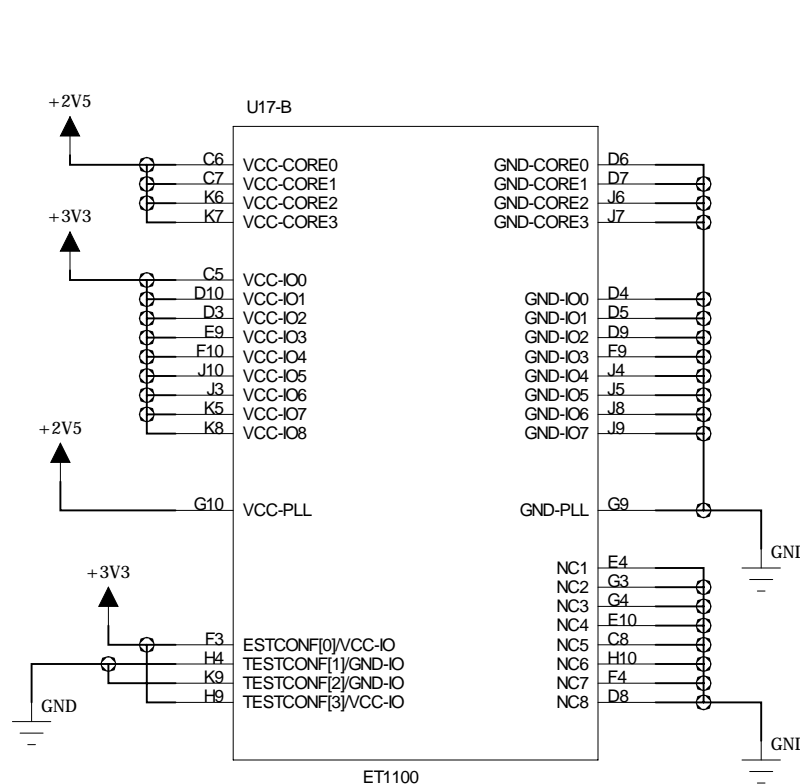 +2V5
U17-B
C6 VCC-CORE0 GND-CORE0 D6
C7 VCC-CORE1 GND-CORE1 D7
K6 VCC-CORE2 GND-CORE2 J6
K7 VCC-CORE3 GND-CORE3 J7
+3V3
C5 VCC-IO0
D10 VCC-IO1 GND-IO0 D4
D3 VCC-IO2 GND-IO1 D5
E9 VCC-IO3 GND-IO2 D9
F10 VCC-IO4 GND-IO3 F9
J10 VCC-IO5 GND-IO4 J4
J3 VCC-IO6 GND-IO5 J5
K5 VCC-IO7 GND-IO6 J8
K8 VCC-IO8 GND-IO7 J9
+2V5
G10 VCC-PLL GND-PLL G9
GND
+3V3
NC1 E4
NC2 G3
NC3 G4
NC4 E10
F3 ESTCONF[0]/VCC-IO NC5 C8
H4 TESTCONF[1]/GND-IO NC6 H10
K9 TESTCONF[2]/GND-IO NC7 F4
H9 TESTCONF[3]/VCC-IO NC8 D8
GND
GND
ET1100